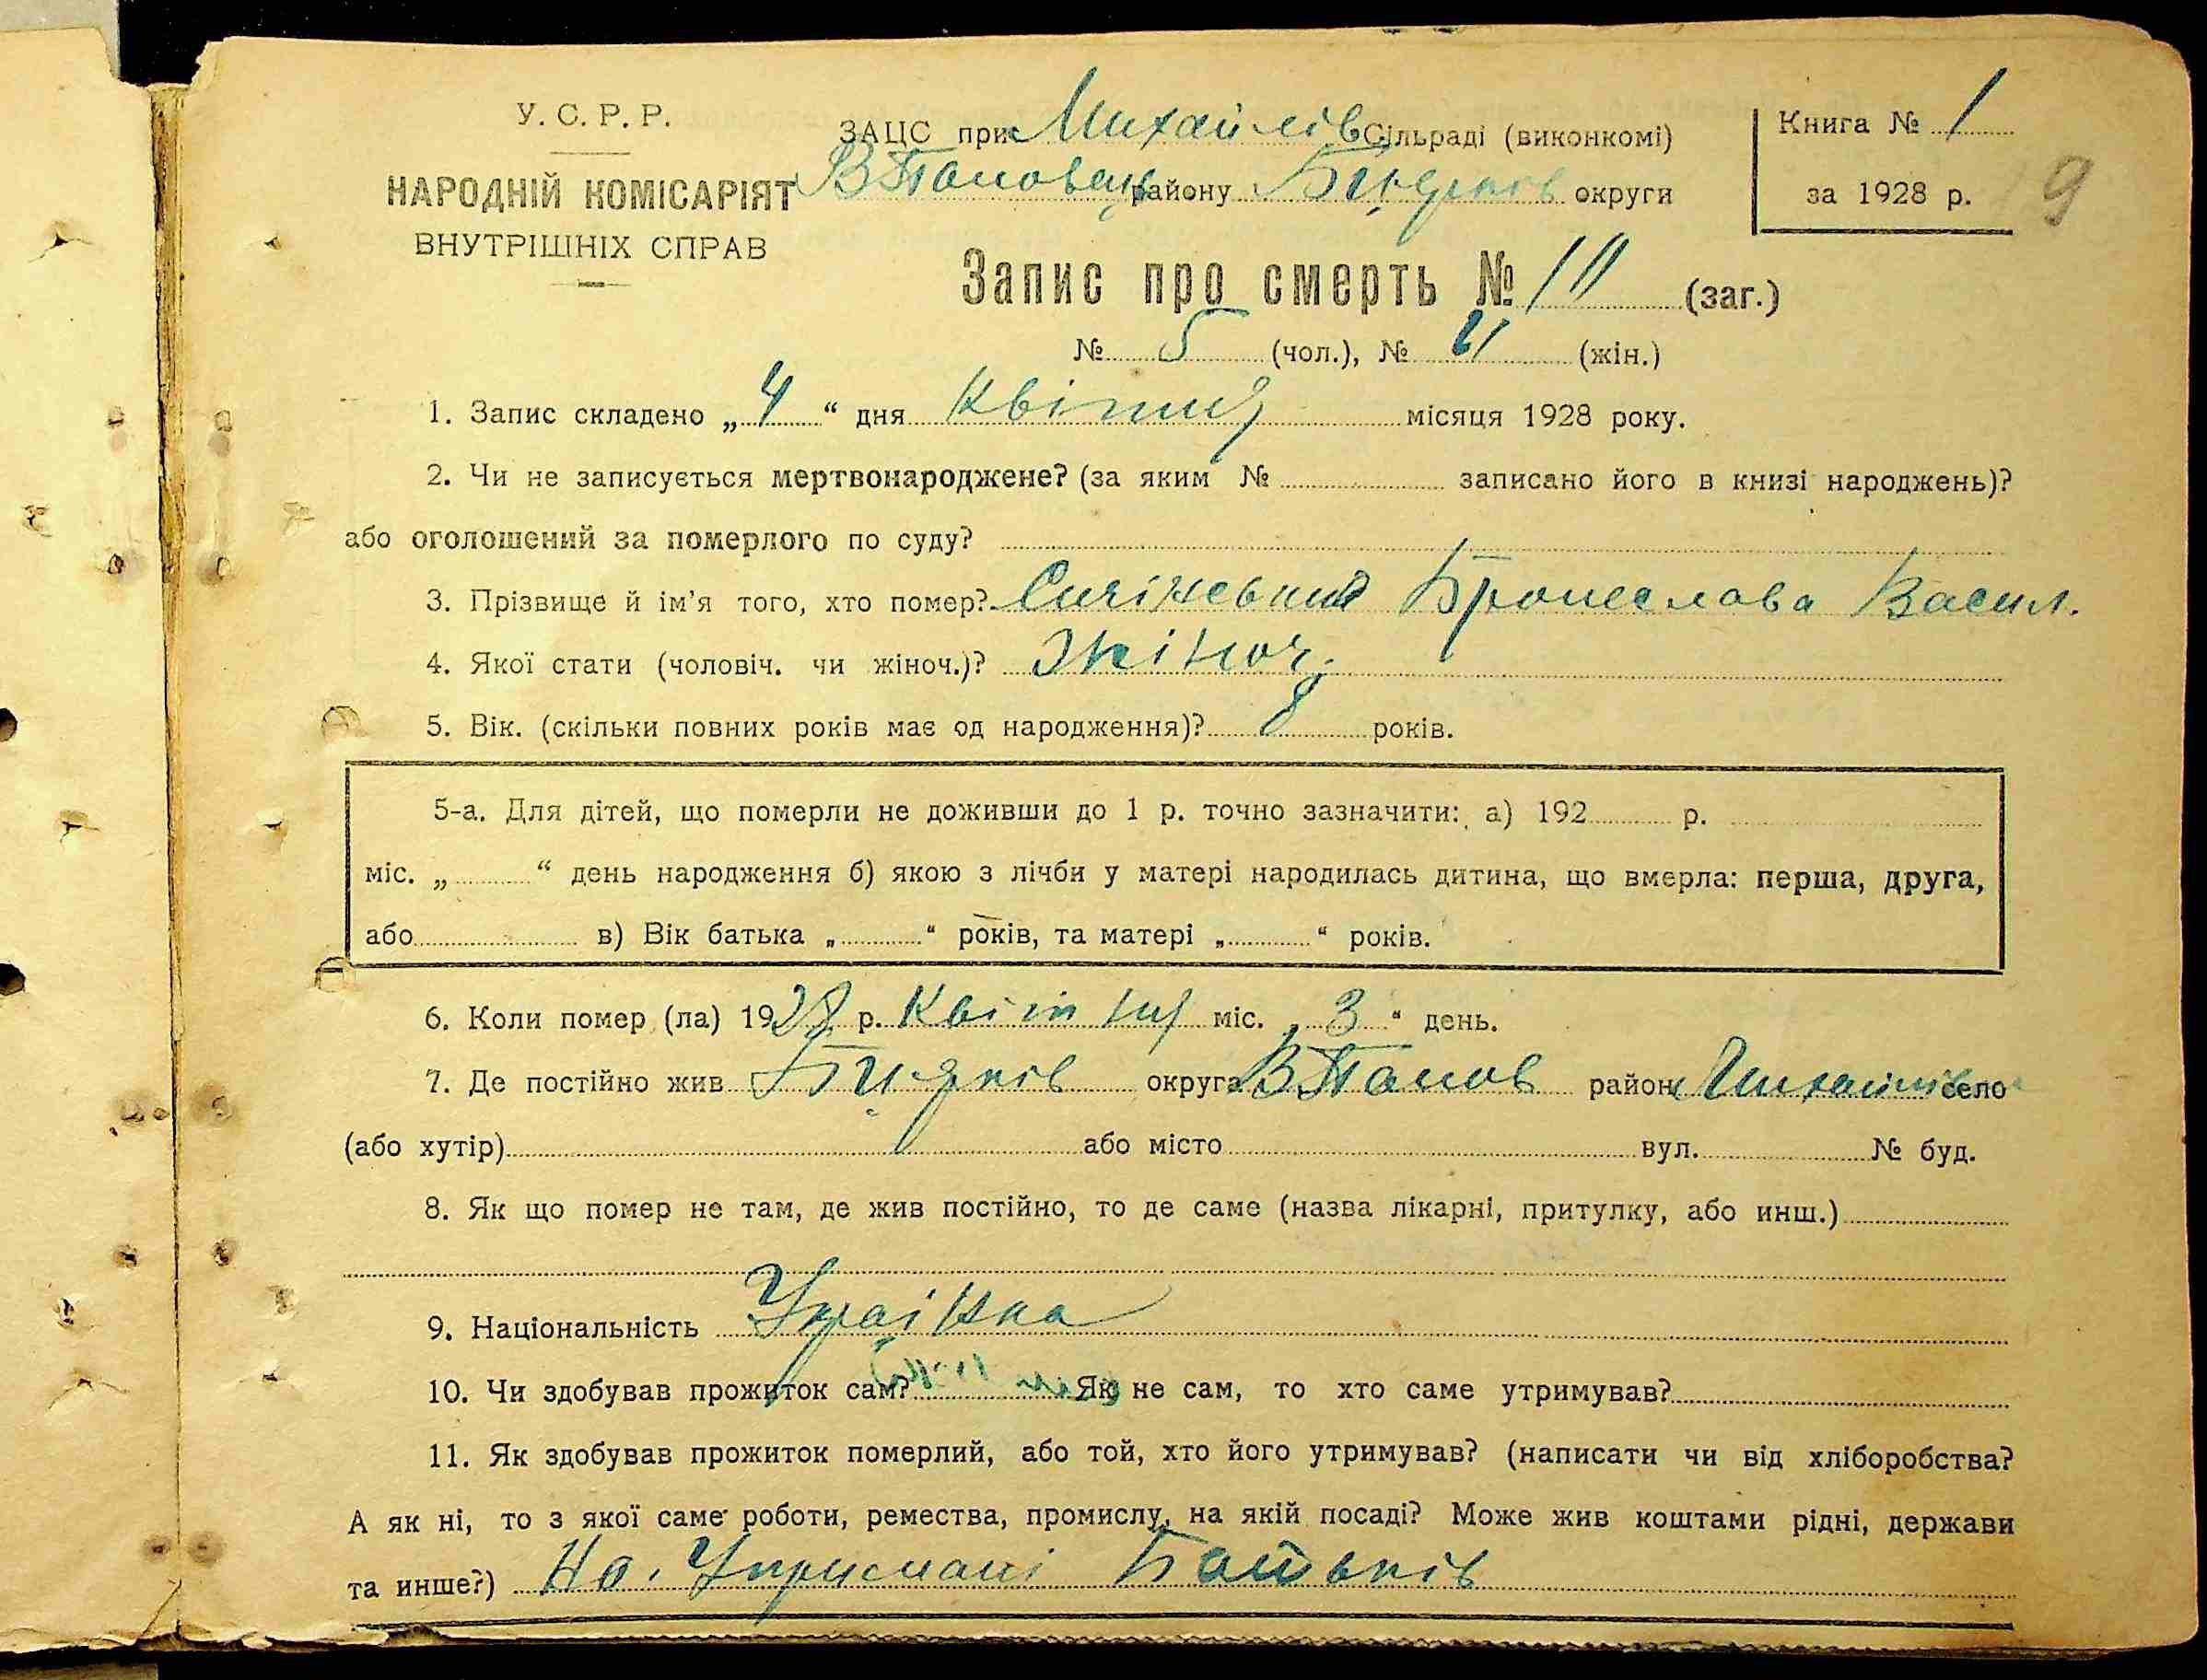 У. С. Р. Р.
НАРОДНІЙ КОМІСАРІЯТ
ВНУТРІШНІХ СПРАВ
ЗАЦС при Михайлів Сільраді (виконкомі)
району округи
Книга № 1
за 1928 р.
9
Запис про смерть № (заг.)
№ 5 (чол.), № (жін.)
1. Запис складено „ 4 “ дня Квітня місяця 1928 року.
2. Чи не записується мертвонароджене? (за яким № записано його в книзі народжень)?
або оголошений за померлого по суду?
3. Прізвище й ім'я того, хто помер? Бронеслава Васил.
4. Якої стати (чоловіч. чи жіноч.)? Жіноч.
5. Вік. (скільки повних років має од народження)? 8 років.
5-а. Для дітей, що померли не доживши до 1 р. точно зазначити: а) 192 р.
міс. „ “ день народження б) якою з лічби у матері народилась дитина, що вмерла: перша, друга,
або в) Вік батька „ “ років, та матері „ “ років.
6. Коли помер (ла) 1928 р. Квітня міс. „ 3 “ день.
7. Де постійно жив округа район Михайлів село
(або хутір) або місто вул. № буд.
8. Як що помер не там, де жив постійно, то де саме (назва лікарні, притулку, або инш.)
9. Національність Українка
10. Чи здобував прожиток сам? Як не сам, то хто саме утримував?
11. Як здобував прожиток померлий, або той, хто його утримував? (написати чи від хліборобства?
А як ні, то з якої саме роботи, ремества, промислу, на якій посаді? Може жив коштами рідні, держави
та инше?) На Утримані Батьків